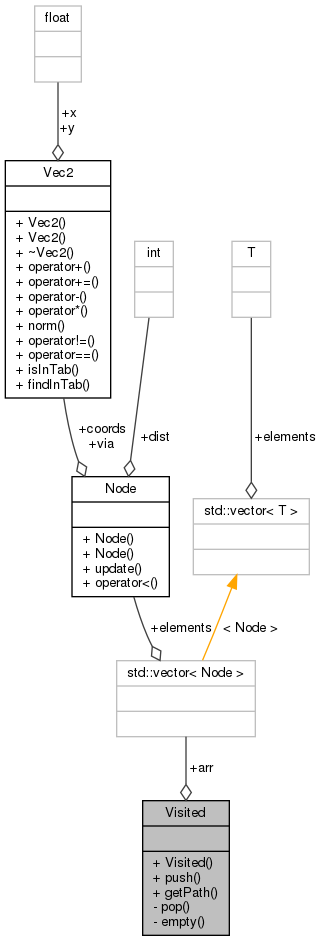 float
+x
+y
Vec2
+ Vec2()
+ Vec2()
+ ~Vec2()
+ operator+()
+ operator+=()
+ operator-()
+ operator*()
+ norm()
+ operator!=()
+ operator==()
+ isInTab()
+ findInTab()
int
T
+coords
+via
+dist
+elements
Node
+ Node()
+ Node()
+ update()
+ operator<()
std::vector< T >
+elements
< Node >
std::vector< Node >
+arr
Visited
+ Visited()
+ push()
+ getPath()
- pop()
- empty()